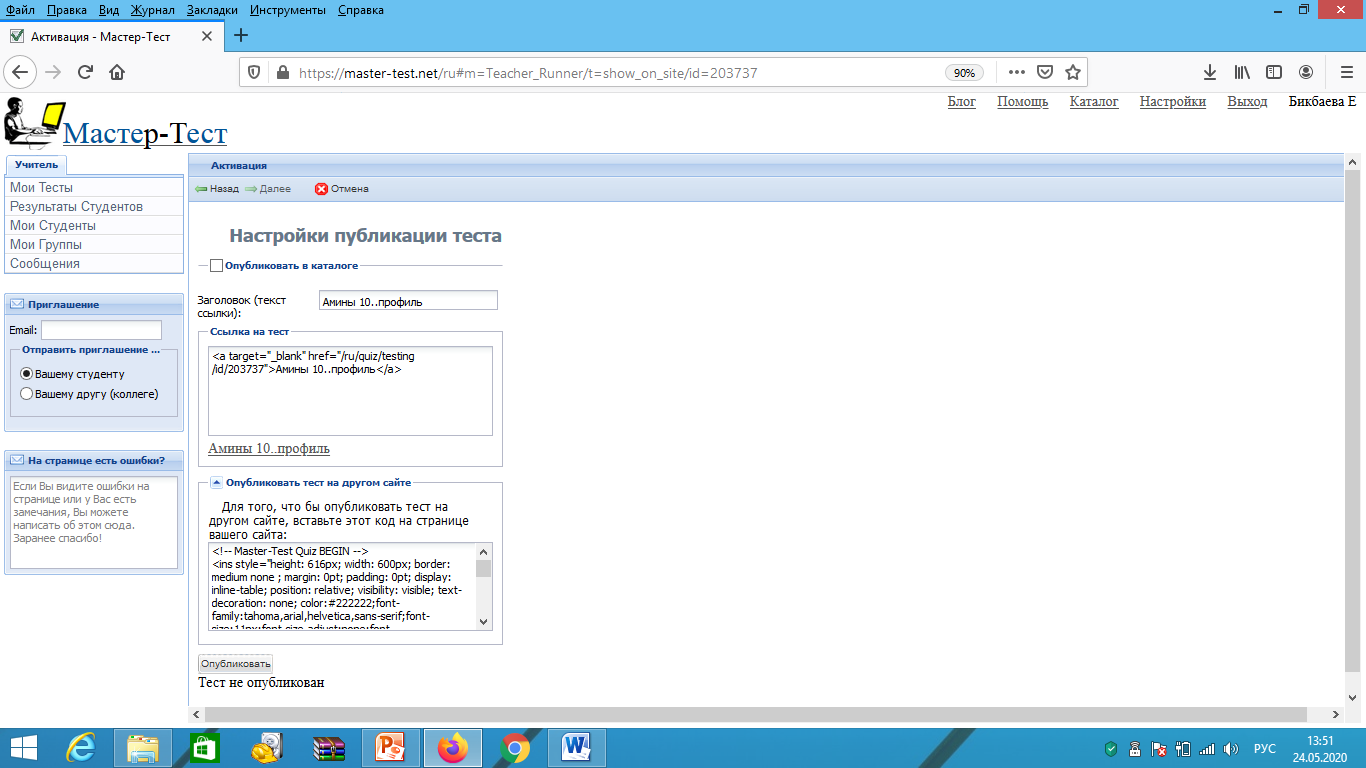 Файл Правка Вид Журнал Закладки Инструменты Справка
Активация - Мастер-Тест
https://master-test.net/ru#m=Teacher_Runner/t=show_on_site/id=203737
90%
Блог Помощь Каталог Настройки Выход Бикбаева Е
Мастер-Тест
Учитель
Мои Тесты
Результаты Студентов
Мои Студенты
Мои Группы
Сообщения
Приглашение
Email:
Отправить приглашение ...
Вашему студенту
Вашему другу (коллеге)
На странице есть ошибки?
Если Вы видите ошибки на
странице или у Вас есть
замечания, Вы можете
написать об этом сюда.
Заранее спасибо!
Активация
Назад Далее Отмена
Настройки публикации теста
Опубликовать в каталоге
Заголовок (текст
ссылки):
Амины 10..профиль
Ссылка на тест
<a target="_blank" href="/ru/quiz/testing
/id/203737">Амины 10..профиль</a>
Амины 10..профиль
Опубликовать тест на другом сайте
Для того, что бы опубликовать тест на
другом сайте, вставьте этот код на странице
вашего сайта:
<!-- Master-Test Quiz BEGIN -->
<ins style="height: 616px; width: 600px; border:
medium none ; margin: 0pt; padding: 0pt; display:
inline-table; position: relative; visibility: visible; text-
decoration: none; color:#222222;font-
family:tahoma,arial,helvetica,sans-serif;font-
size:11px;font-size-adjust:none;font-
Опубликовать
Тест не опубликован
РУС
13:51
24.05.2020